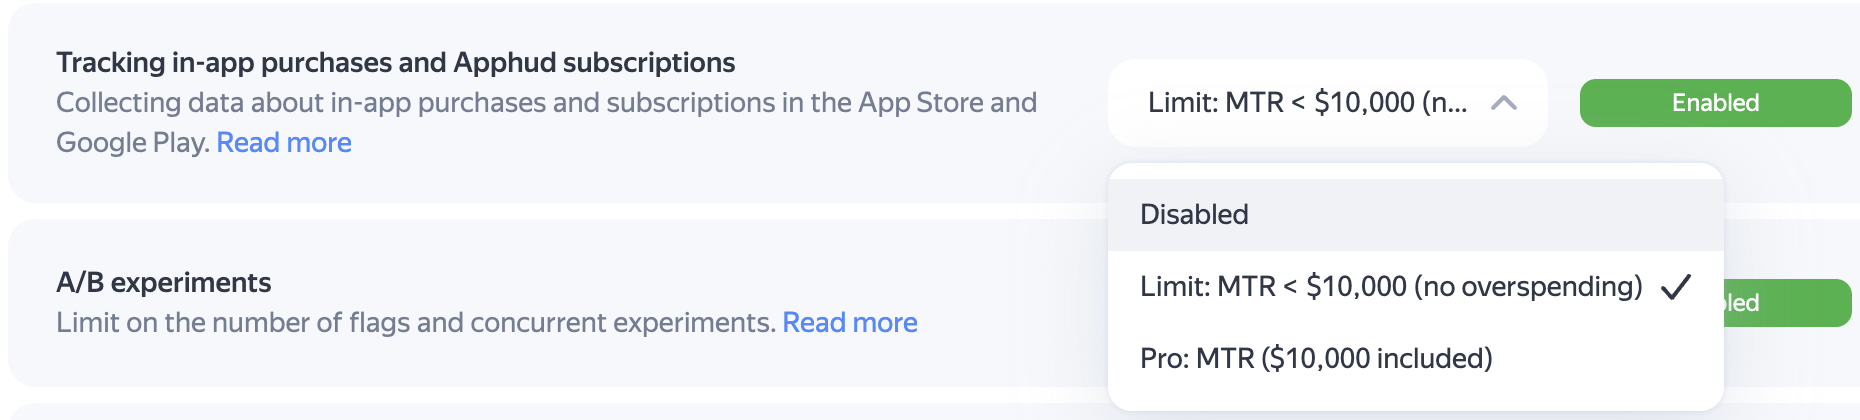 Tracking in-app purchases and Apphud subscriptions
Collecting data about in-app purchases and subscriptions in the App Store and
Google Play. Read more
Limit: MTR < $10,000 (n...
Enabled
Disabled
Limit: MTR < $10,000 (no overspending)
Pro: MTR ($10,000 included)
A/B experiments
Limit on the number of flags and concurrent experiments. Read more